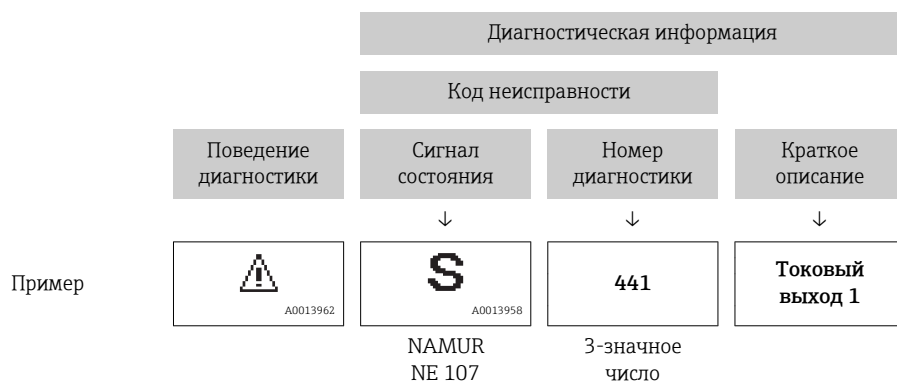 Диагностическая информация
Код неисправности
Поведение
диагностики
Сигнал
состояния
Номер
диагностики
Краткое
описание
↓
↓
↓
Пример
A0013962
S
A0013958
441
Токовый
выход 1
NAMUR
NE 107
3-значное
число